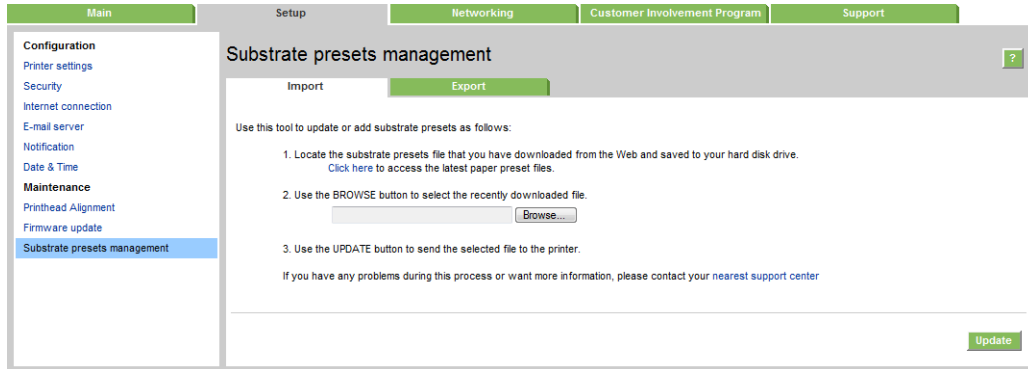 Main
Setup
Networking
Customer Involvement Program
Support
Configuration
Printer settings
Security
Internet connection
E-mail server
Notification
Date & Time
Maintenance
Printhead Alignment
Firmware update
Substrate presets management
Substrate presets management
?
Import
Export
Use this tool to update or add substrate presets as follows:
1. Locate the substrate presets file that you have downloaded from the Web and saved to your hard disk drive.
Click here to access the latest paper preset files.
2. Use the BROWSE button to select the recently downloaded file.
Browse...
3. Use the UPDATE button to send the selected file to the printer.
If you have any problems during this process or want more information, please contact your nearest support center
Update